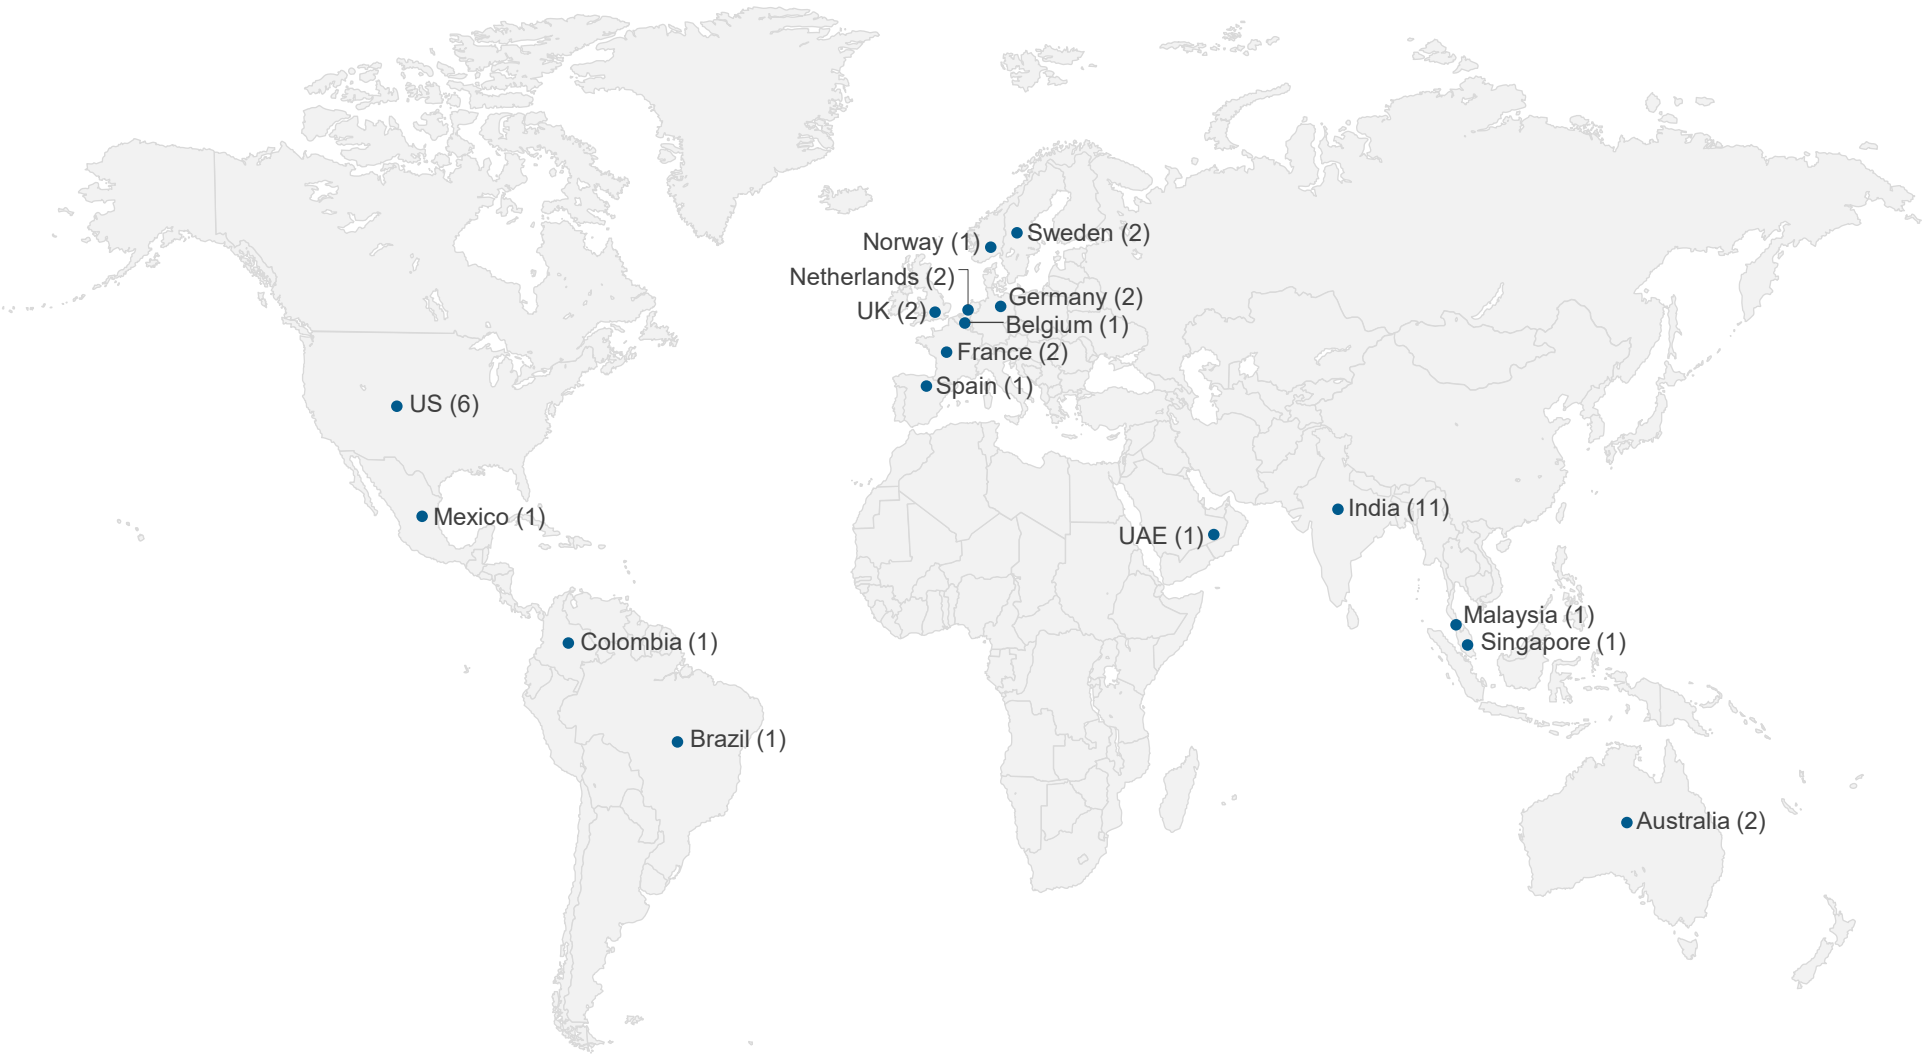 Norway (1)
Sweden (2)
Netherlands (2)
Germany (2)
UK (2)
Belgium (1)
France (2)
Spain (1)
US (6)
Mexico (1)
India (11)
UAE (1)
Malaysia (1)
Colombia (1)
Singapore (1)
Brazil (1)
Australia (2)